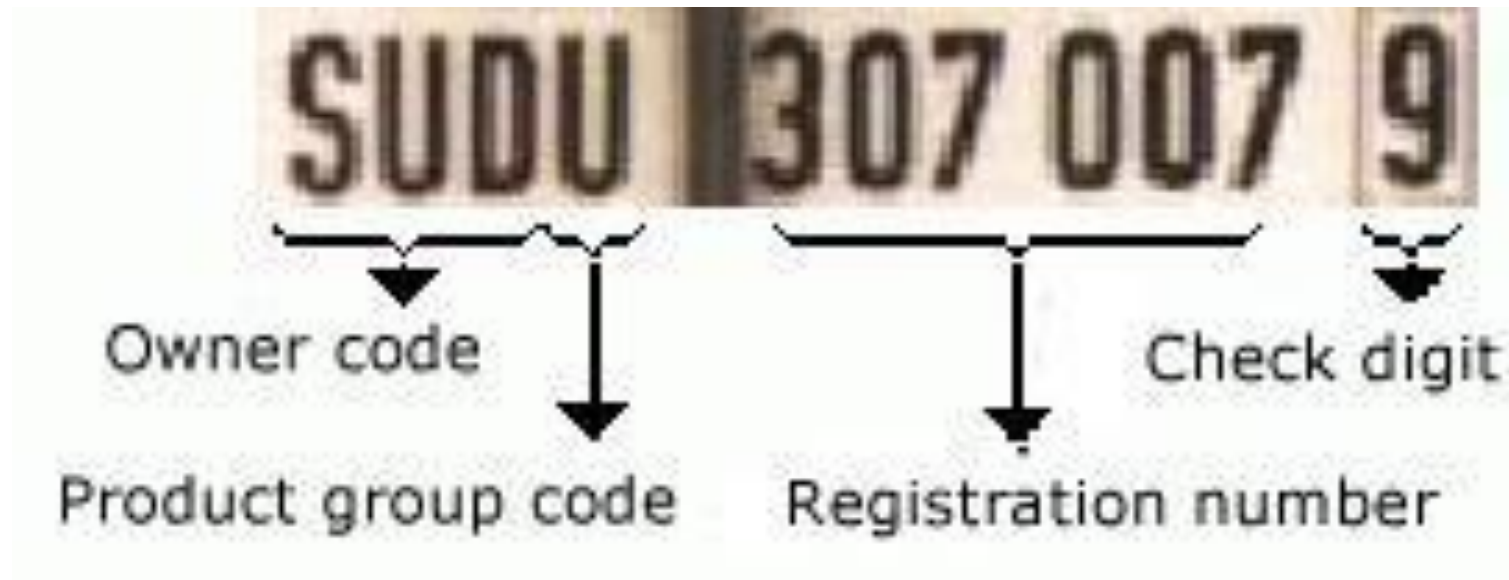 SUDU 307 007 9
Owner code
Check digit
Product group code
Registration number